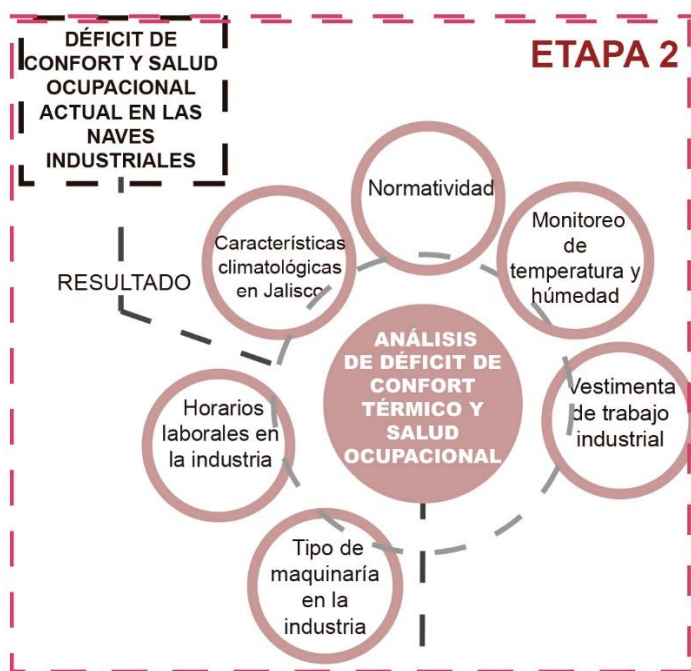 DÉFICIT DE
CONFORT Y SALUD
OCUPACIONAL
ACTUAL EN LAS
NAVES
INDUSTRIALES
ETAPA 2
RESULTADO
Normatividad
Características
climatológicas
en Jalisco
Monitoreo
de
temperatura y
húmedad
ANÁLISIS
DE DÉFICIT DE
CONFORT
TÉRMICO Y
SALUD
OCUPACIONAL
Horarios
laborales en
la industria
Vestimenta
de trabajo
industrial
Tipo de
maquinaría
en la
industria